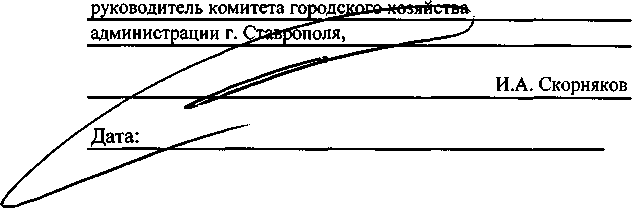 руководитель комитета городского хозяйства
администрации г. Ставрополя,
И.А. Скорняков
Дата: